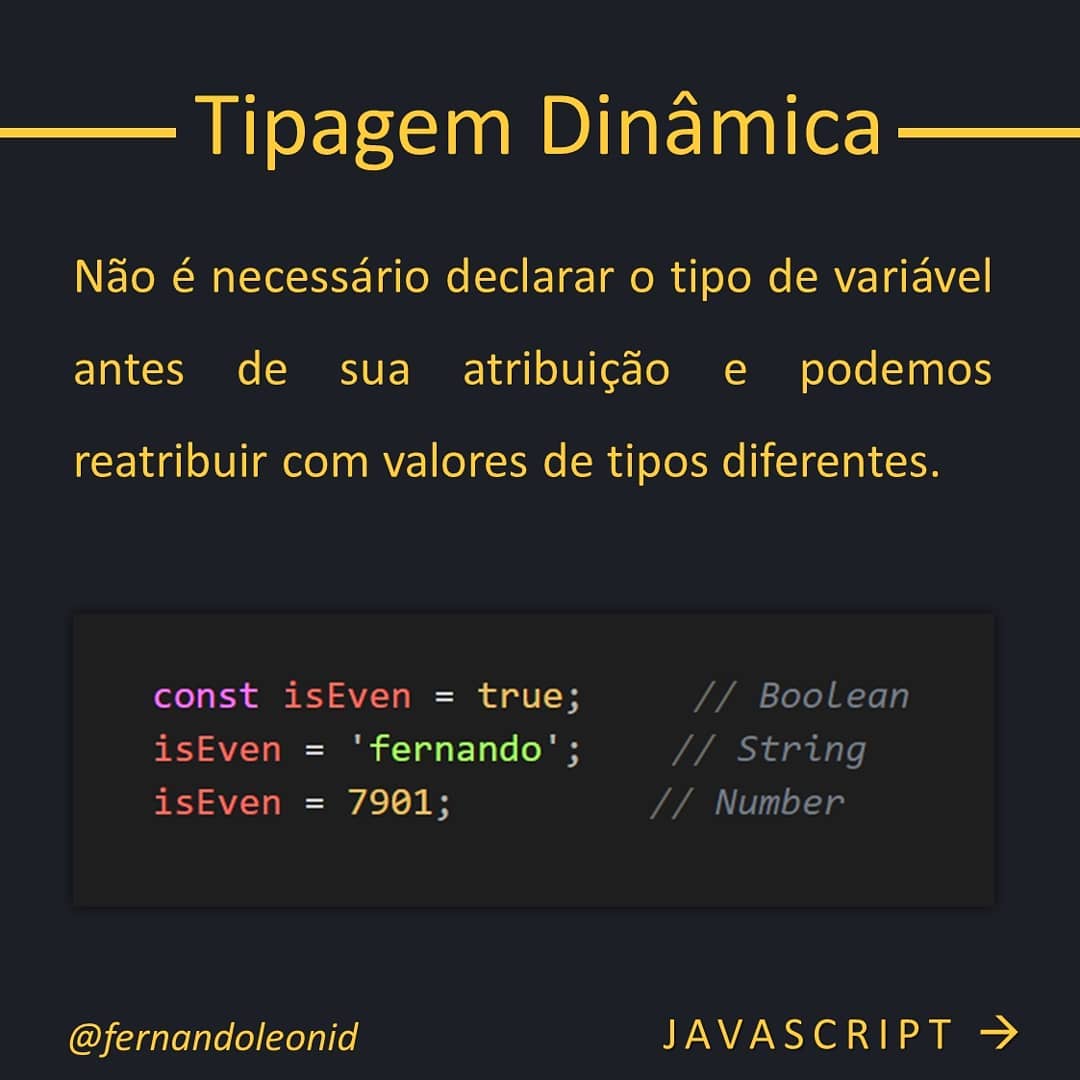 Tipagem Dinâmica
Não é necessário declarar o tipo de variável
antes de sua atribuição e podemos
reatribuir com valores de tipos diferentes.
const isEven = true; // Boolean
isEven = 'fernando'; // String
isEven = 7901; // Number
@fernandoleonid
JAVASCRIPT →